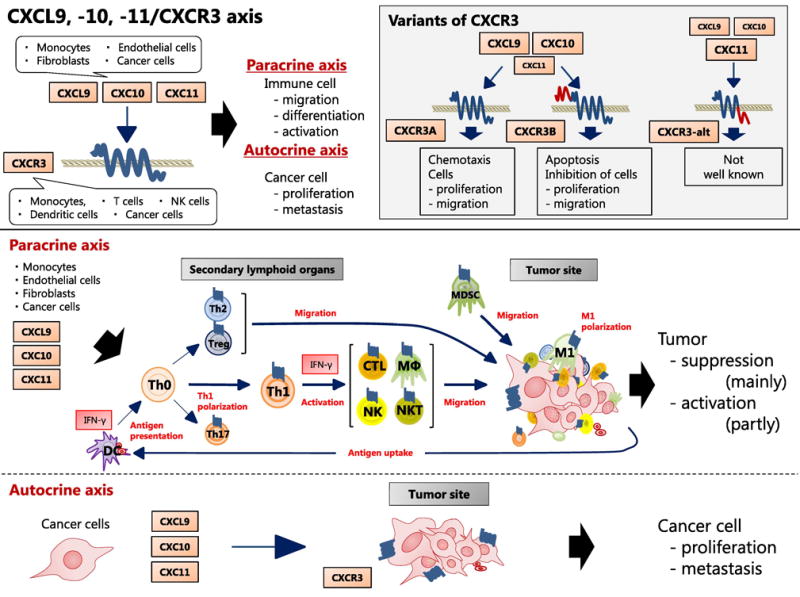 CXCL9, -10, -11/CXCR3 axis
• Monocytes • Endothelial cells
• Fibroblasts • Cancer cells
CXCL9 CXC10 CXC11
CXCR3
• Monocytes, • T cells • NK cells
• Dendritic cells • Cancer cells
Paracrine axis
Immune cell
- migration
- differentiation
- activation
Autocrine axis
Cancer cell
- proliferation
- metastasis
Variants of CXCR3
CXCL9 CXC10
CXC11
CXCR3A
CXCR3B
Chemotaxis
Cells
- proliferation
- migration
Apoptosis
Inhibition of cells
- proliferation
- migration
CXCL9 CXC10
CXC11
CXCR3-alt
Not
well known
Paracrine axis
• Monocytes
• Endothelial cells
• Fibroblasts
• Cancer cells
CXCL9
CXC10
CXC11
Secondary lymphoid organs
Th2
Treg
Th0
Th1
polarization
Th17
IFN-γ
Antigen
presentation
DC
Th1
IFN-γ
Activation
CTL MΦ
NK NKT
Migration
Migration
Tumor site
MDSC
Migration
M1
polarization
M1
Antigen uptake
Tumor
- suppression
(mainly)
- activation
(partly)
Autocrine axis
Cancer cells
CXCL9
CXC10
CXC11
Tumor site
CXCR3
Cancer cell
- proliferation
- metastasis